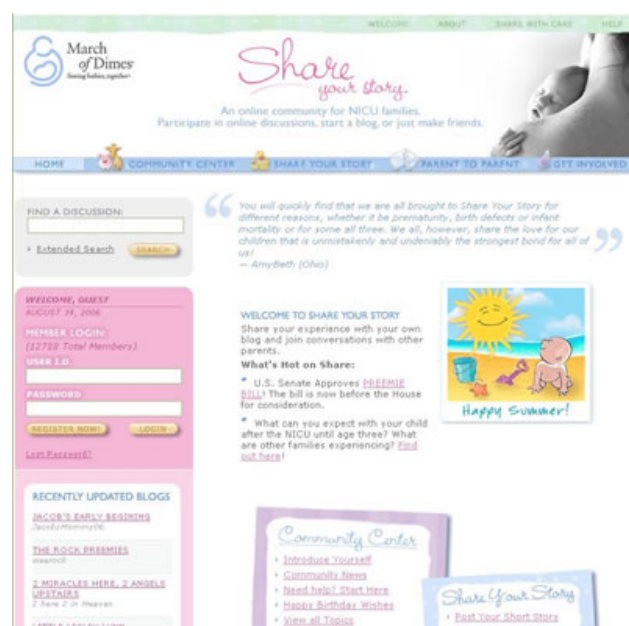 WELCOME ABOUT SHARE WITH CARE HELP
March
of Dimes
Saving babies, together
Share
your story.
An online community for NICU families.
Participate in online discussions, start a blog, or just make friends.
HOME COMMUNITY CENTER SHARE YOUR STORY PARENT TO PARENT GET INVOLVED
FIND A DISCUSSION:
Extended Search SEARCH
You will quickly find that we are all brought to Share Your Story for
different reasons, whether it be prematurity, birth defects or infant
mortality or for some all three. We all, however, share the love for our
children that is unmistakenly and undeniably the strongest bond for all of
us!
— AmyBeth (Ohio)
WELCOME, GUEST
AUGUST, 2006
MEMBER LOGIN:
(12788 Total Members)
USER I.D.
PASSWORD
REGISTER NOW! LOGIN
Lost Password?
WELCOME TO SHARE YOUR STORY
Share your experience with your own
blog and join conversations with other
parents.
What's Hot on Share:
U.S. Senate Approves PREEMIE
BILL! The bill is now before the House
for consideration.
What can you expect with your child
after the NICU until age three? What
are other families experiencing? Find
out here!
Happy Summer!
RECENTLY UPDATED BLOGS
JACOB'S EARLY BEGINING
JacobsMommy06
THE ROCK PREEMIES
2 MIRACLES HERE, 2 ANGELS
UPSTAIRS
2 here 2 in Heaven
Community Center
Introduce Yourself
Community News
Need help? Start Here
Happy Birthday Wishes
View all Topics
Share Your Story
Post Your Short Story